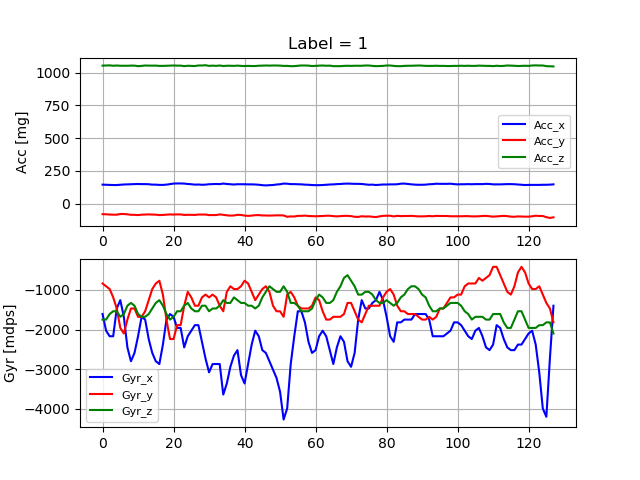 Label = 1
Acc [mg]
1000
750
500
250
0
Acc_x
Acc_y
Acc_z
0 20 40 60 80 100 120
Gyr [mdps]
−1000
−2000
−3000
−4000
Gyr_x
Gyr_y
Gyr_z
0 20 40 60 80 100 120